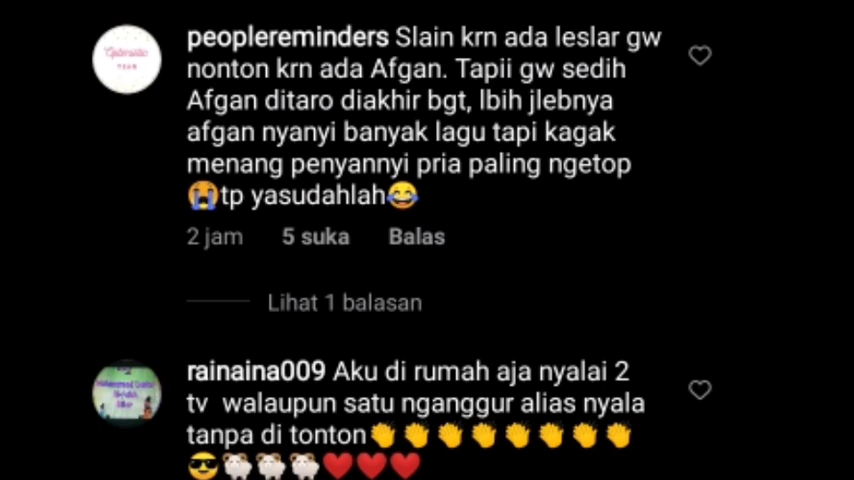 peoplereminders Slain krn ada leslar gw
nonton krn ada Afgan. Tapii gw sedih
Afgan ditaro diakhir bgt, lbih jlebnya
afgan nyanyi banyak lagu tapi kagak
menang penyannyi pria paling ngetop
😭tp yasudahlah😂
2 jam 5 suka Balas
Lihat 1 balasan
rainaina009 Aku di rumah aja nyalai 2
tv walaupun satu nganggur alias nyala
tanpa di tonton👏👏👏👏👏👏👏👏
😎🐏🐏🐏❤️❤️❤️